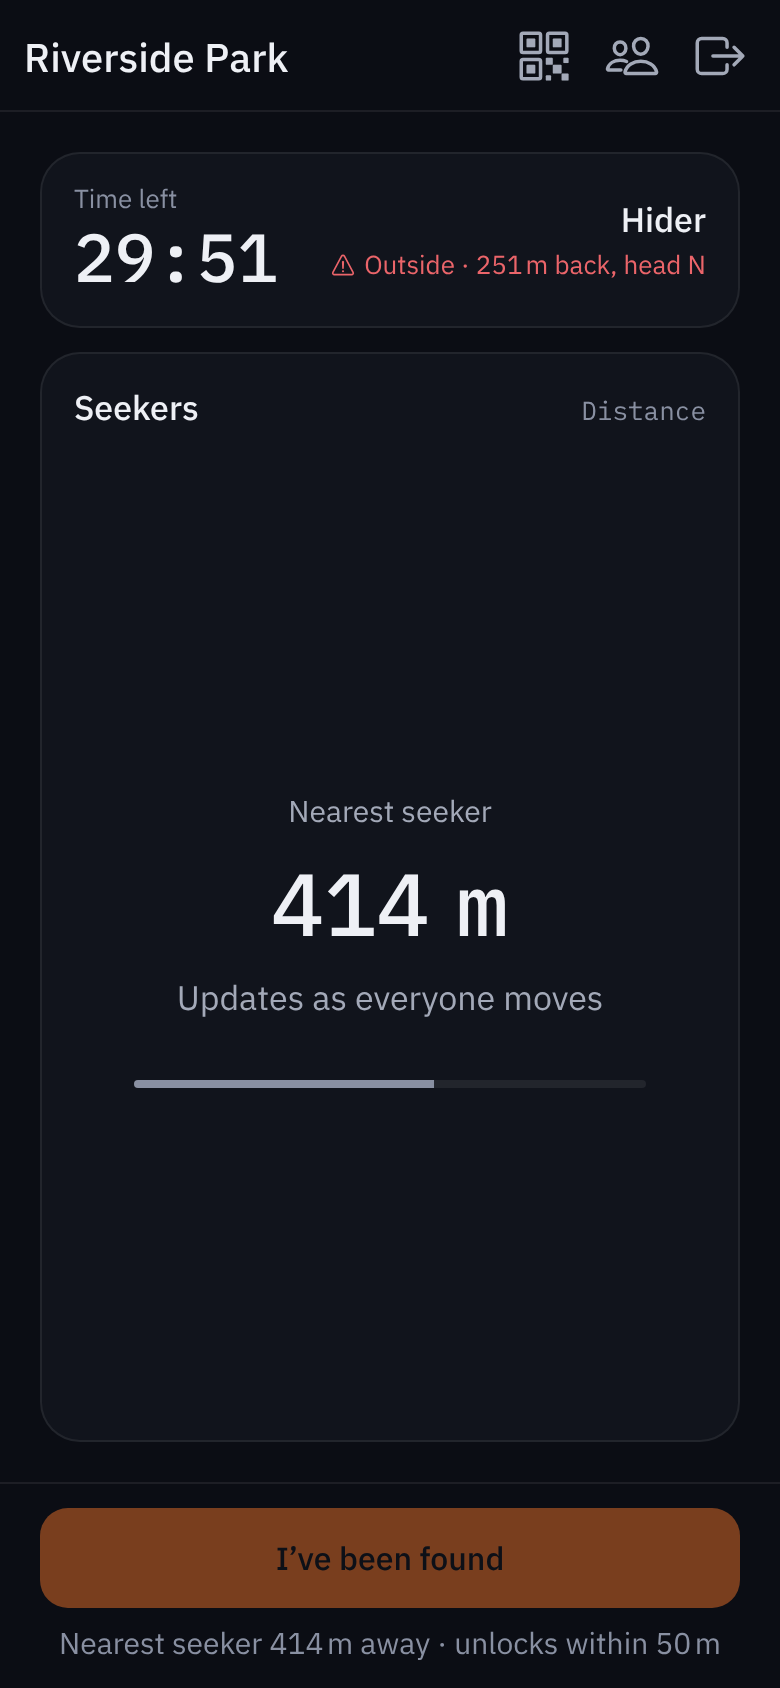 Riverside Park
Time left
29:51
Hider
Outside · 251 m back, head N
Seekers
Distance
Nearest seeker
414 m
Updates as everyone moves
I’ve been found
Nearest seeker 414 m away · unlocks within 50 m